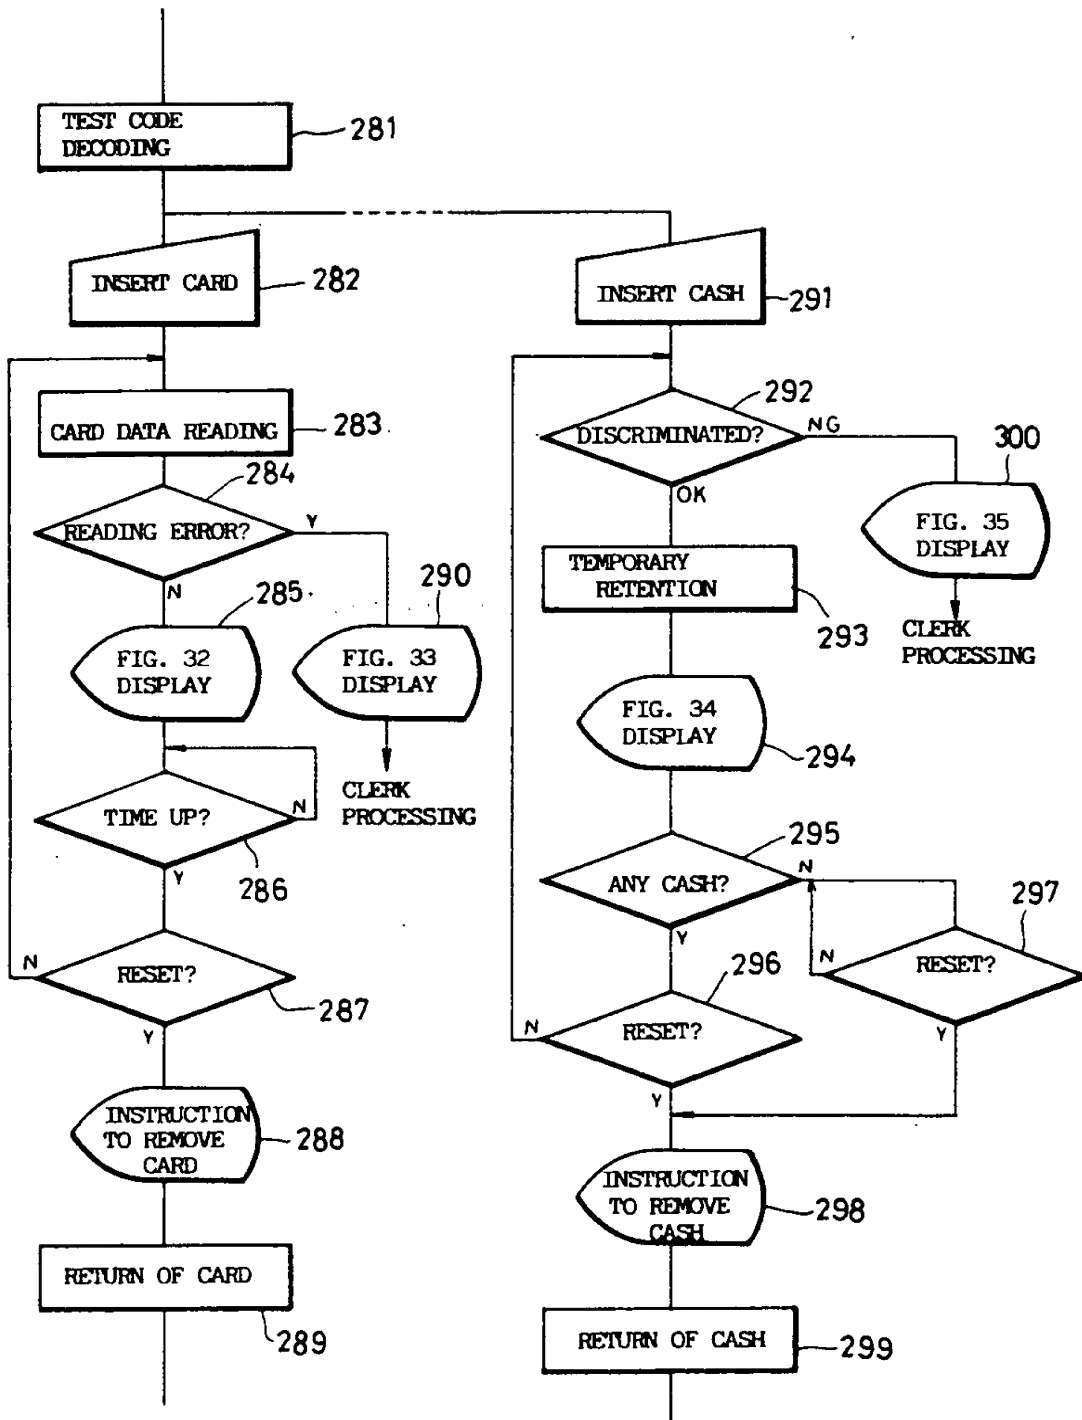 TEST CODE
DECODING
281
INSERT CARD
282
CARD DATA READING
283
284
READING ERROR?
Y
N
285
FIG. 32
DISPLAY
290
FIG. 33
DISPLAY
CLERK
PROCESSING
TIME UP?
N
286
Y
RESET?
N
287
Y
INSTRUCTION
TO REMOVE
CARD
288
RETURN OF CARD
289
INSERT CASH
291
292
DISCRIMINATED?
NG
OK
300
FIG. 35
DISPLAY
CLERK
PROCESSING
TEMPORARY
RETENTION
293
FIG. 34
DISPLAY
294
295
ANY CASH?
N
Y
297
RESET?
N
Y
296
RESET?
N
Y
INSTRUCTION
TO REMOVE
CASH
298
RETURN OF CASH
299